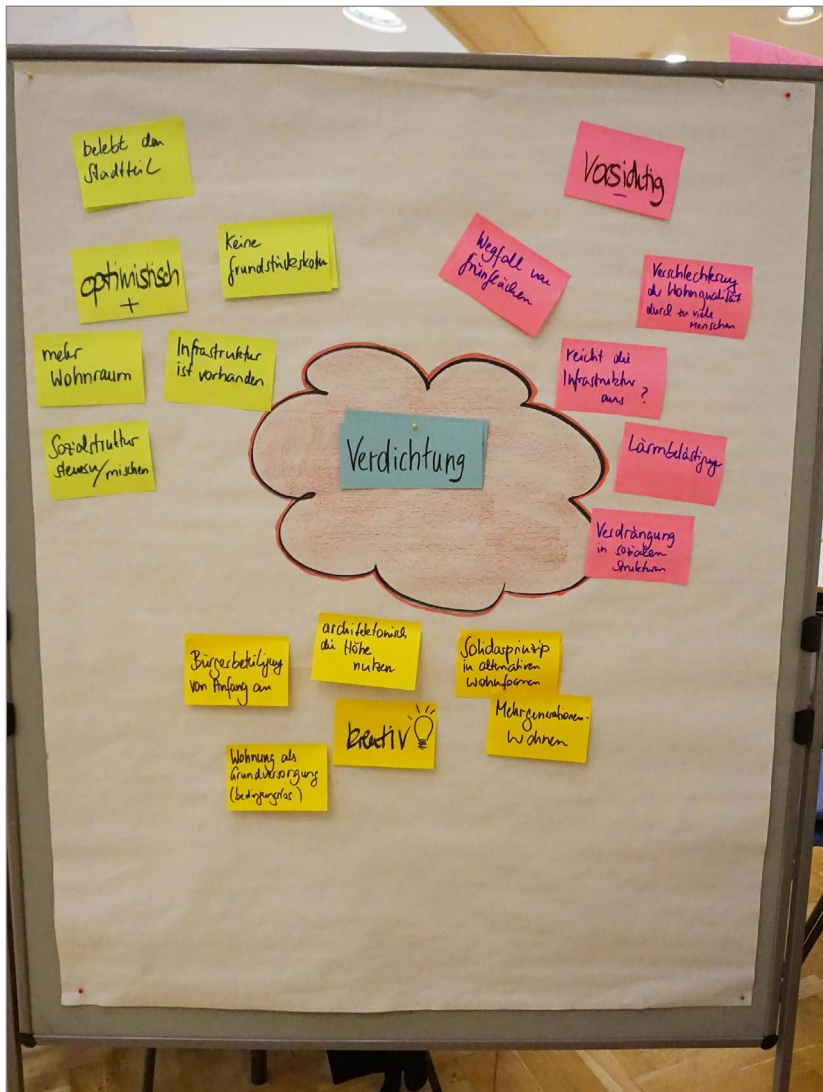 belebt den
Stadtteil
optimistisch
+
Keine
Grundstückskosten
mehr
Wohnraum
Infrastruktur
ist vorhanden
Sozialstruktur
steuern/mischen
Vorsichtig
Wegfall von
Grünflächen
Verschlechterung
der Wohnqualität
durch zu viele
Menschen
reicht die
Infrastruktur
aus ?
Lärmbelästigung
Verdrängung
in sozialen
Strukturen
Verdichtung
Bürgerbeteiligung
von Anfang an
architektonisch
die Höhe
nutzen
Solidarprinzip
in alternativen
Wohnformen
kreativ
Mehrgenerationen-
Wohnen
Wohnung als
Grundversorgung
(bedingungslos)